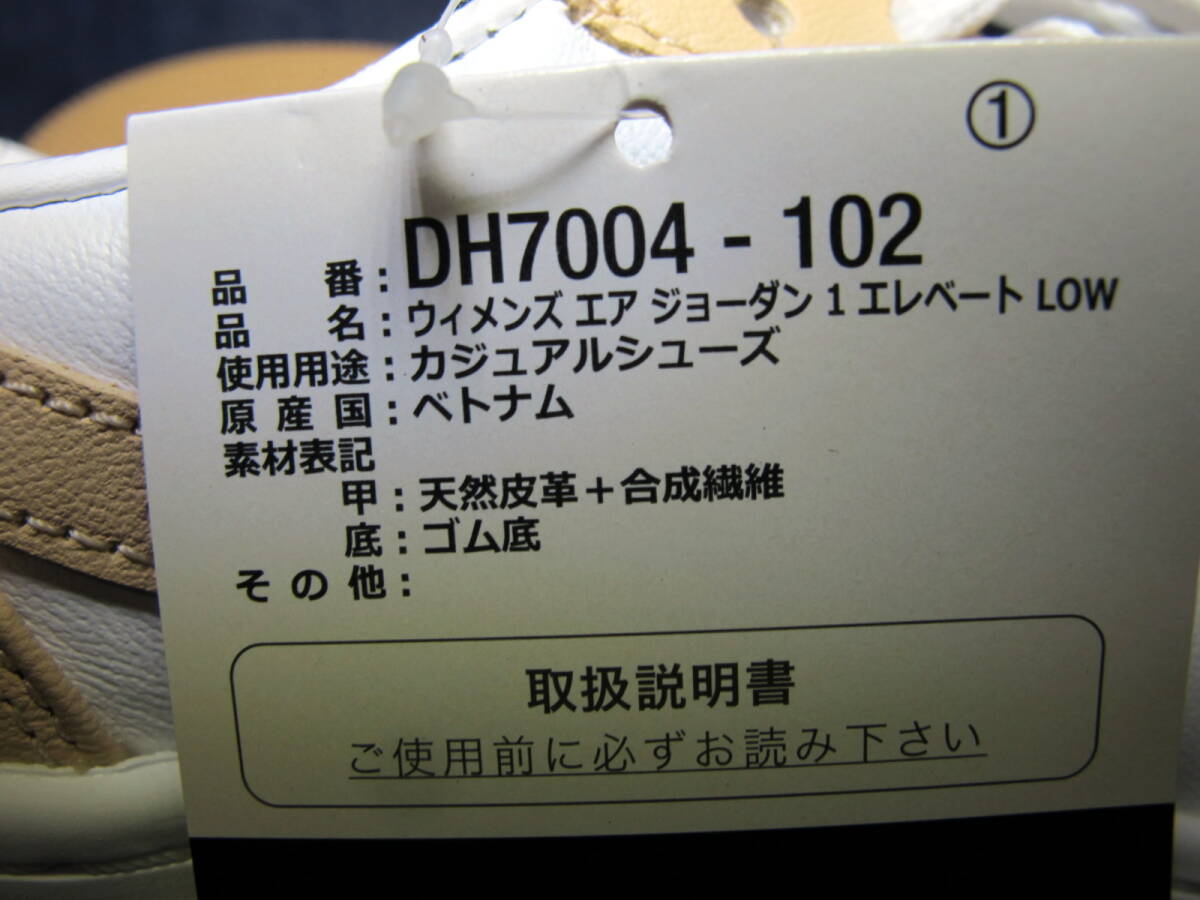 ①
品 番：DH7004 - 102
品 名：ウィメンズ エア ジョーダン 1 エレベート LOW
使用用途：カジュアルシューズ
原 産 国：ベトナム
素材表記
甲：天然皮革＋合成繊維
底：ゴム底
そ の 他：
取扱説明書
ご使用前に必ずお読み下さい